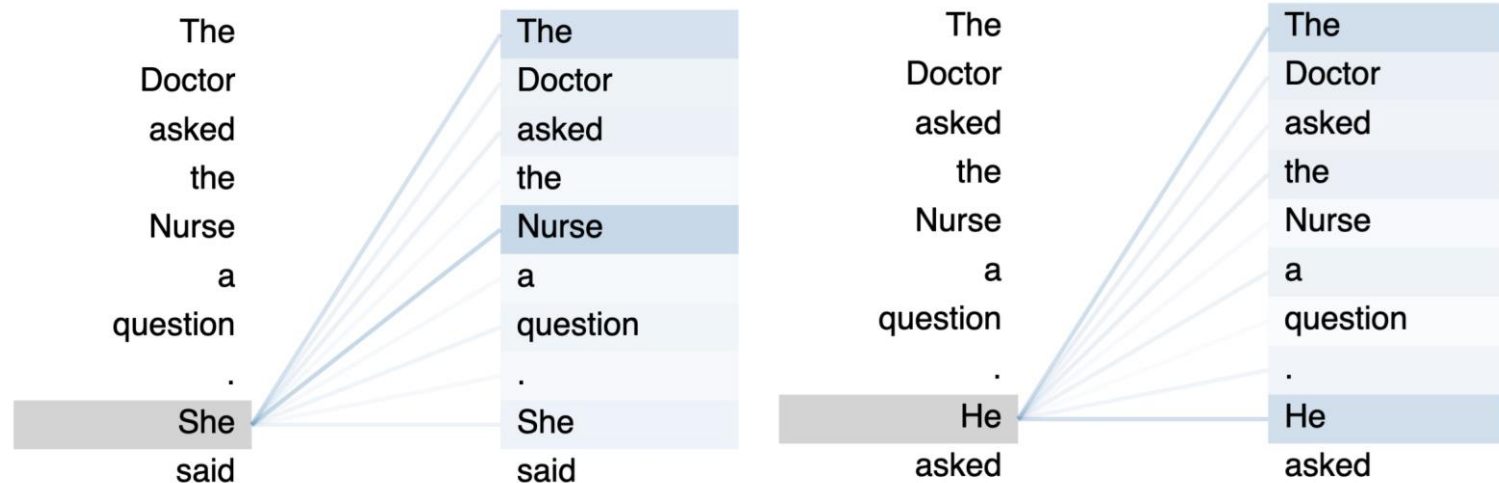 The The
Doctor Doctor
asked asked
the the
Nurse Nurse
a a
question question
. .
She She
said said
The The
Doctor Doctor
asked asked
the the
Nurse Nurse
a a
question question
. .
He He
asked asked